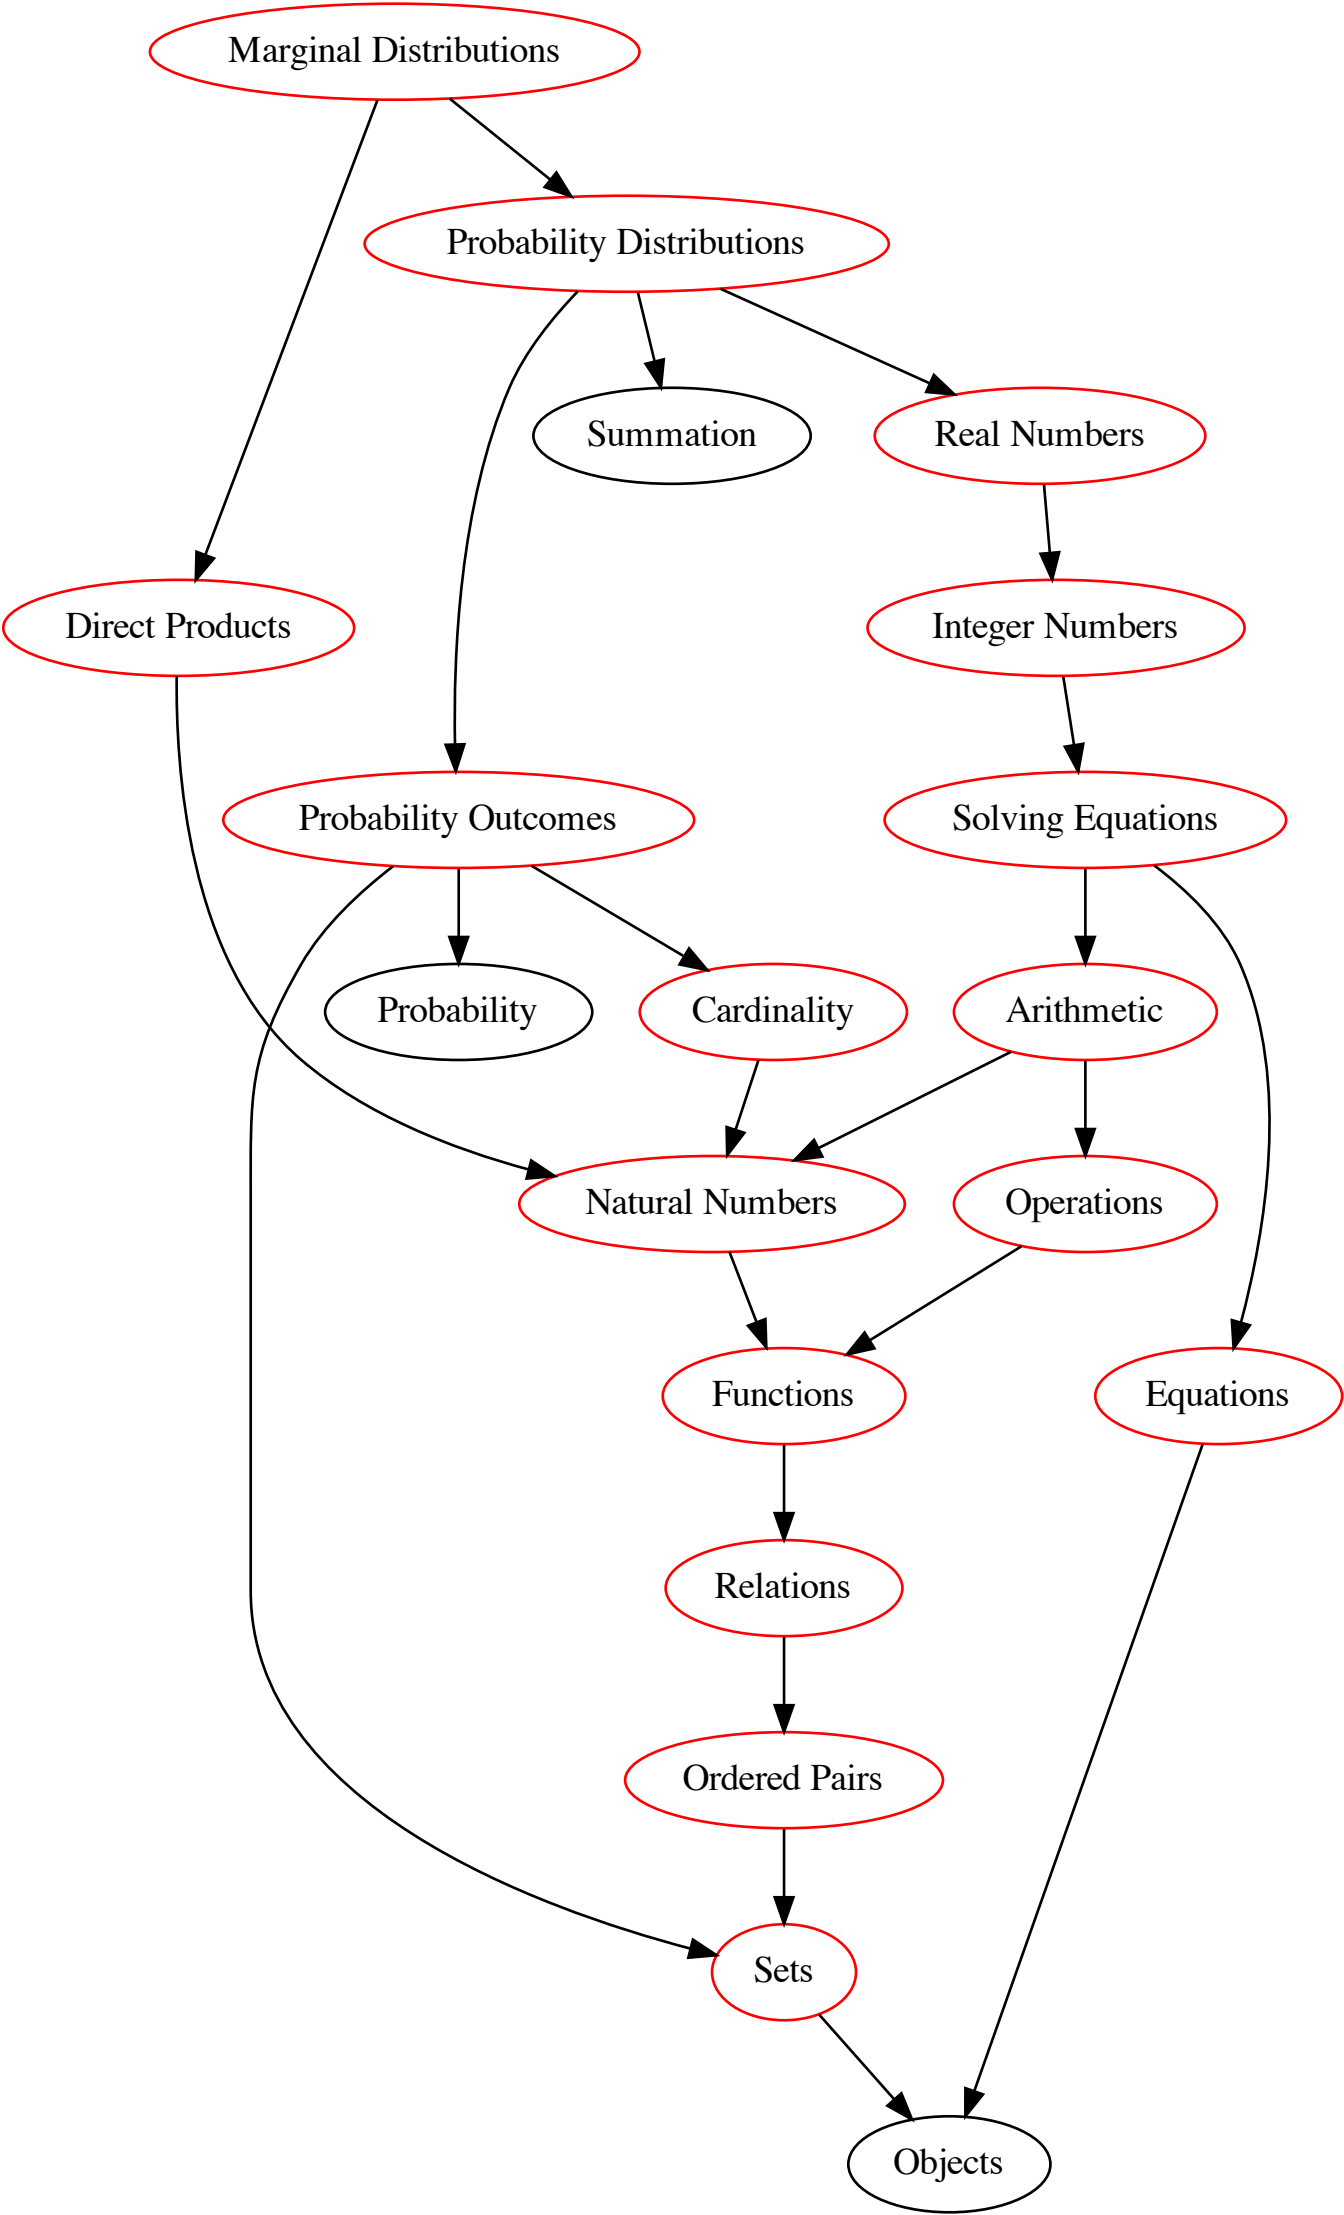 Marginal Distributions
Probability Distributions
Summation
Real Numbers
Direct Products
Integer Numbers
Probability Outcomes
Solving Equations
Probability
Cardinality
Arithmetic
Natural Numbers
Operations
Functions
Equations
Relations
Ordered Pairs
Sets
Objects